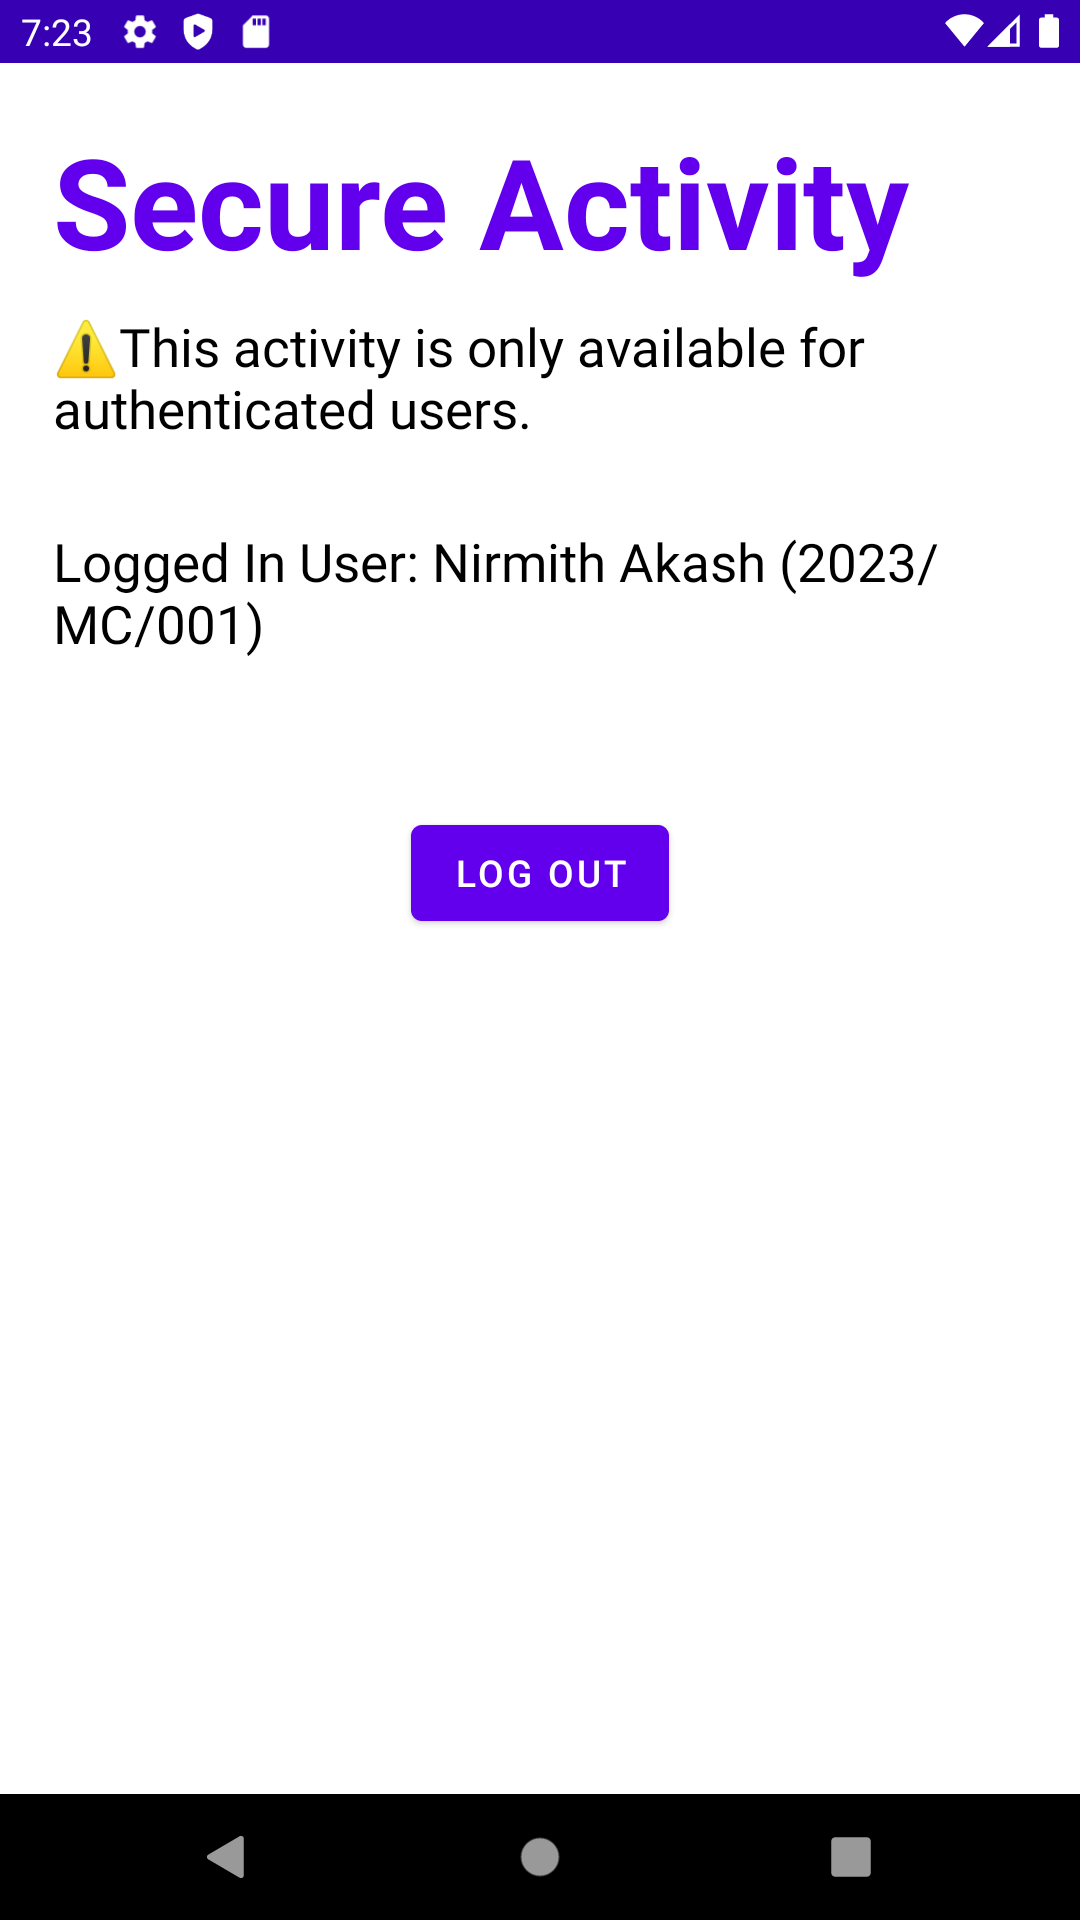 7:23
Secure Activity
⚠️This activity is only available for
authenticated users.
Logged In User: Nirmith Akash (2023/
MC/001)
LOG OUT